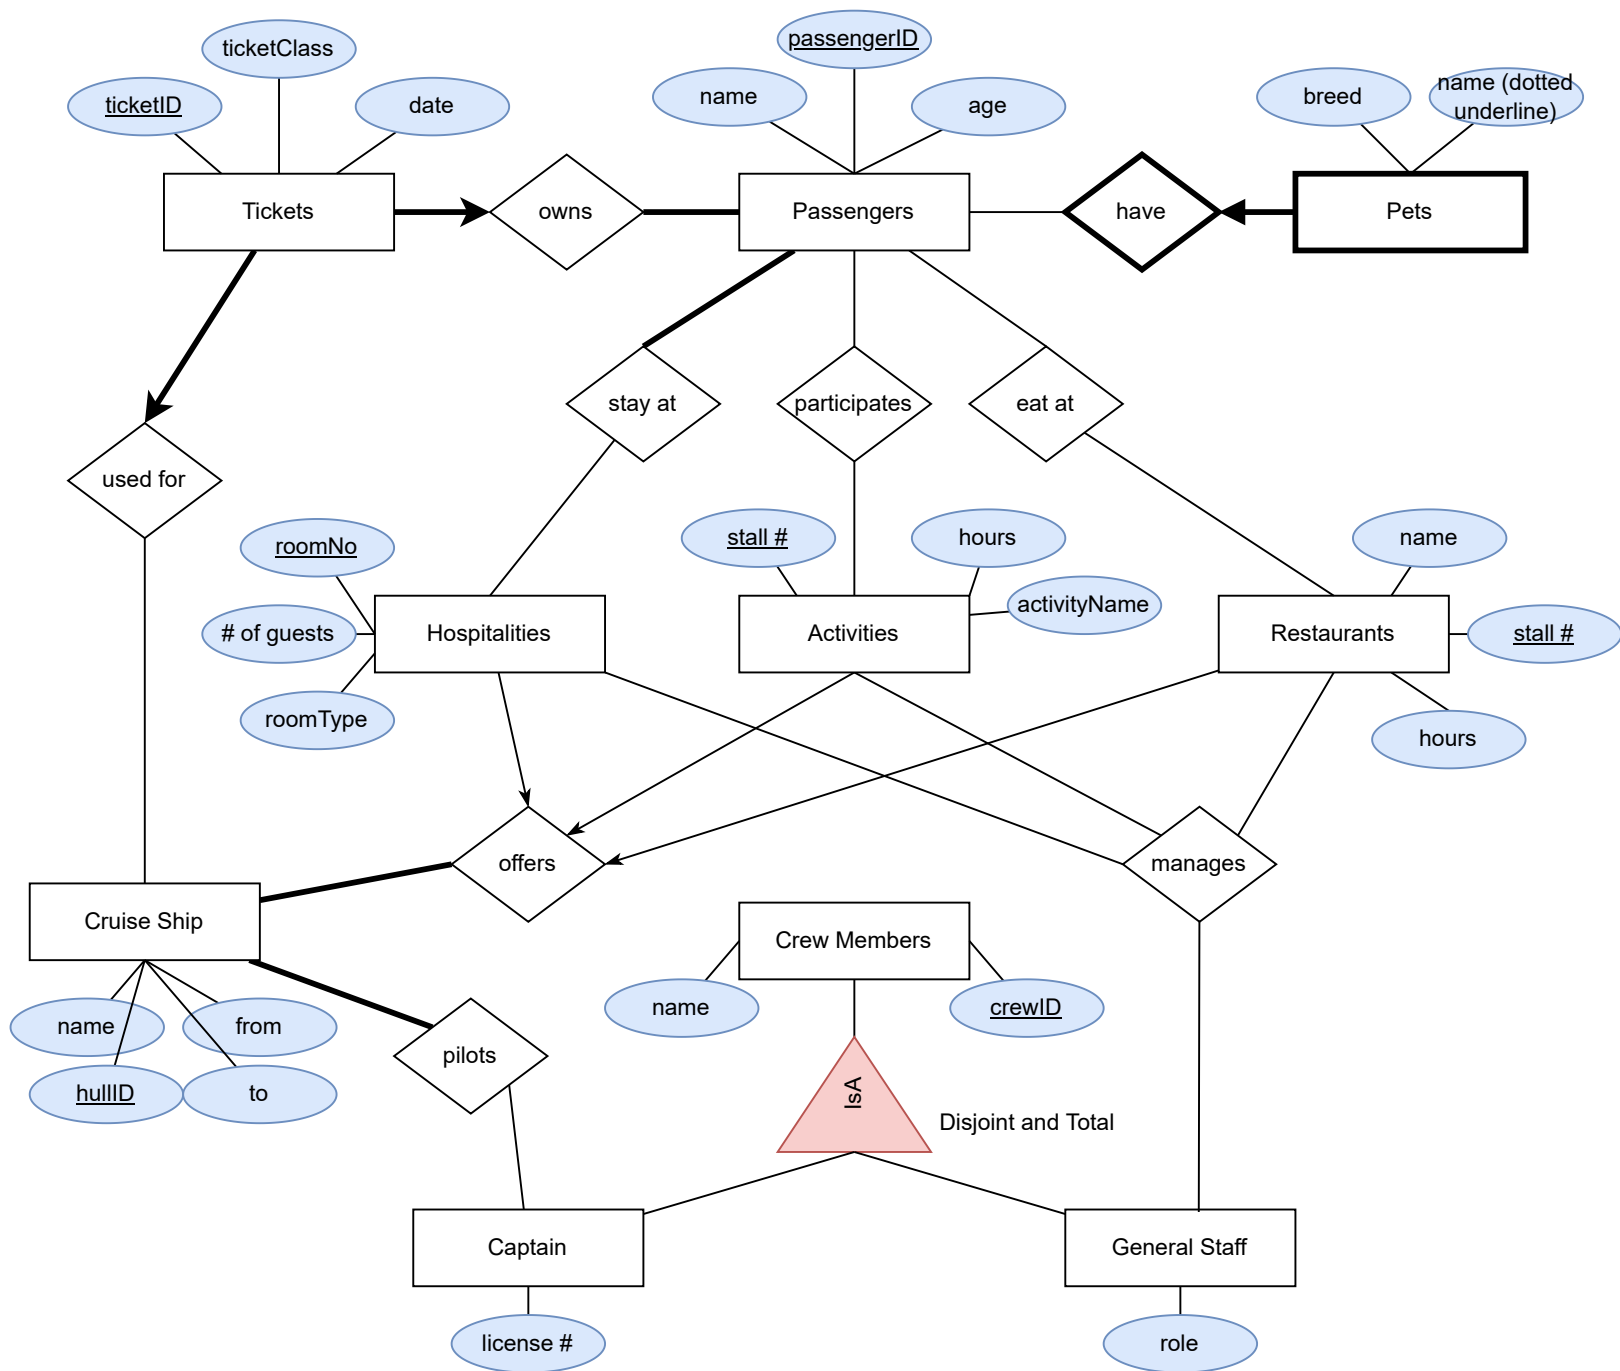 ticketClass
passengerID
ticketID
date
name
age
breed
name (dotted
underline)
Tickets
owns
Passengers
have
Pets
stay at
participates
eat at
used for
roomNo
stall #
hours
name
activityName
# of guests
Hospitalities
Activities
Restaurants
stall #
roomType
hours
offers
manages
Cruise Ship
Crew Members
name
from
name
crewID
pilots
hullID
to
IsA
Disjoint and Total
Captain
General Staff
license #
role